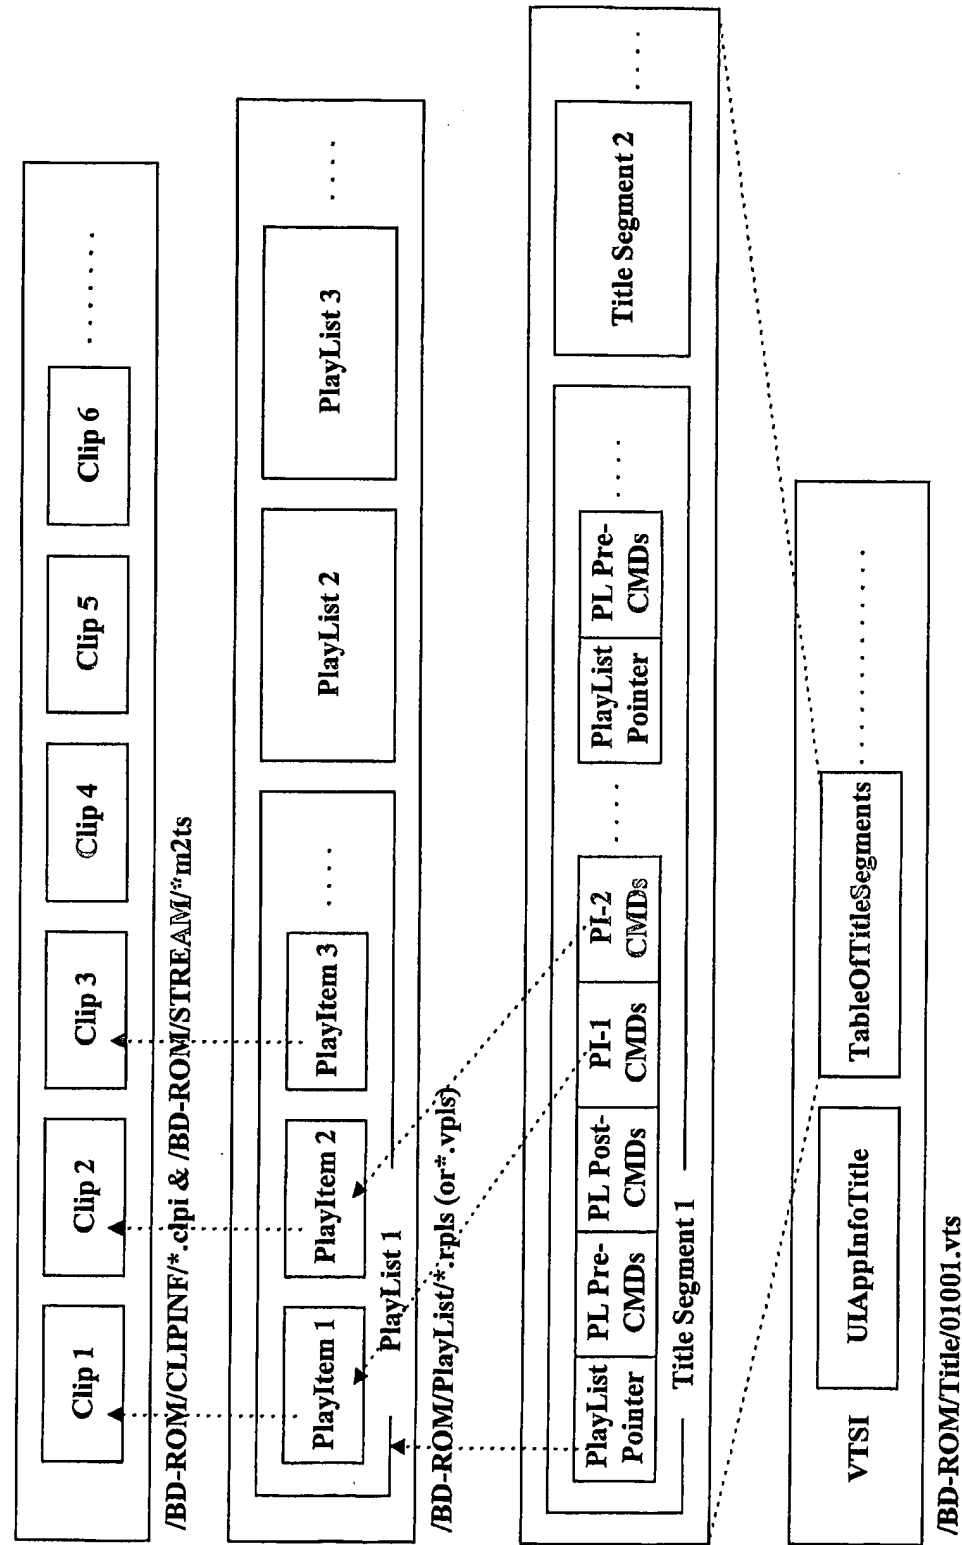 Clip 1
Clip 2
Clip 3
Clip 4
Clip 5
Clip 6
. . . . . . .
/BD-ROM/CLIPINF/*.clpi & /BD-ROM/STREAM/*m2ts
PlayItem 1
PlayItem 2
PlayItem 3
. . . .
PlayList 1
PlayList 2
PlayList 3
. . . .
/BD-ROM/PlayList/*.rpls (or*.vpls)
PlayList
Pointer
PL Pre-
CMDs
PL Post-
CMDs
PI-1
CMDs
PI-2
CMDs
. . . .
PlayList
Pointer
PL Pre-
CMDs
. . . .
Title Segment 1
Title Segment 2
. . . .
VTSI
UIAppInfoTitle
TableOfTitleSegments
. . . . . . . . . . . .
/BD-ROM/Title/01001.vts